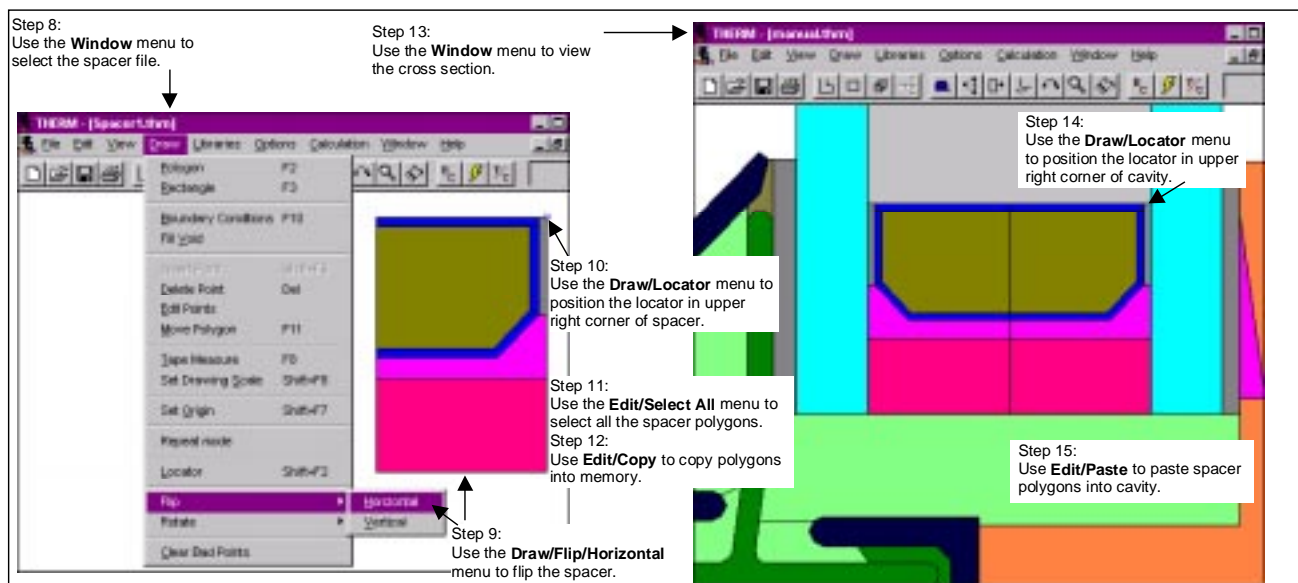 Step 8:
Use the Window menu to
select the spacer file.
Step 13:
Use the Window menu to view
the cross section.
THERM - [Spacer1.thm]
File Edit View Draw Libraries Options Calculation Window Help
Polygon F2
Rectangle F3
Boundary Conditions F10
Fill Void
Delete Point Del
Edit Points
Move Polygon F11
Tape Measure F8
Set Drawing Scale Shift+F8
Set Origin Shift+F7
Repeat mode
Locator Shift+F2
Flip
Horizontal
Rotate
Vertical
Clear Bad Points
Step 10:
Use the Draw/Locator menu to
position the locator in upper
right corner of spacer.
Step 11:
Use the Edit/Select All menu to
select all the spacer polygons.
Step 12:
Use Edit/Copy to copy polygons
into memory.
Step 9:
Use the Draw/Flip/Horizontal
menu to flip the spacer.
THERM - [manual.thm]
File Edit View Draw Libraries Options Calculation Window Help
Step 14:
Use the Draw/Locator menu
to position the locator in upper
right corner of cavity.
Step 15:
Use Edit/Paste to paste spacer
polygons into cavity.